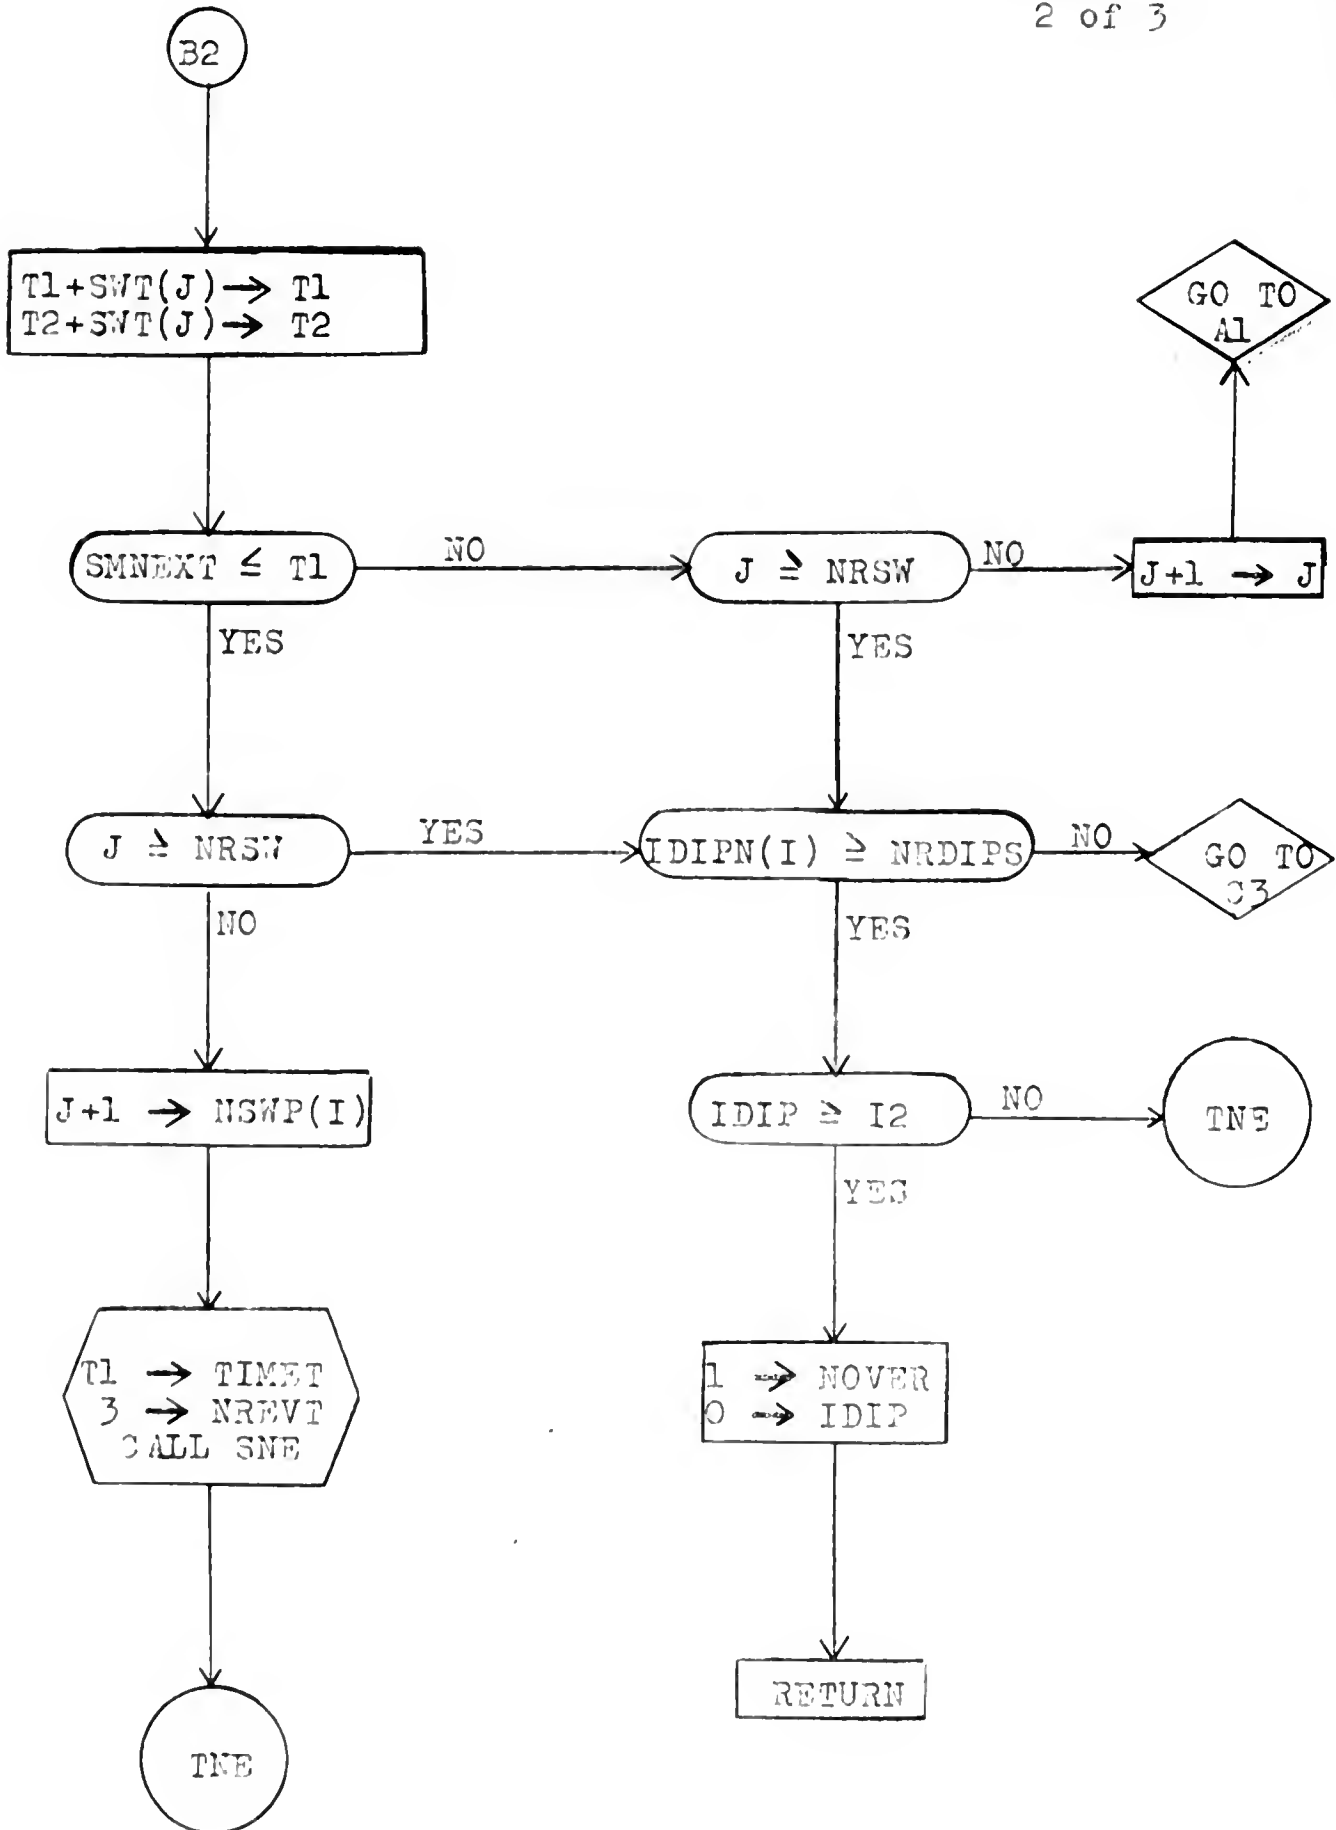 2 of 3
B2
T1+SWT(J) → T1
T2+SWT(J) → T2
GO TO
A1
SMNEXT ≤ T1
NO
J ≥ NRSW
NO
J+1 → J
YES
YES
J ≥ NRSW
YES
IDIPN(I) ≥ NRDIPS
NO
GO TO
C3
NO
YES
J+1 → NSWP(I)
IDIP ≥ I2
NO
TNE
YES
T1 → TIMET
3 → NREVT
CALL SNE
1 → NOVER
0 → IDIP
RETURN
TNE